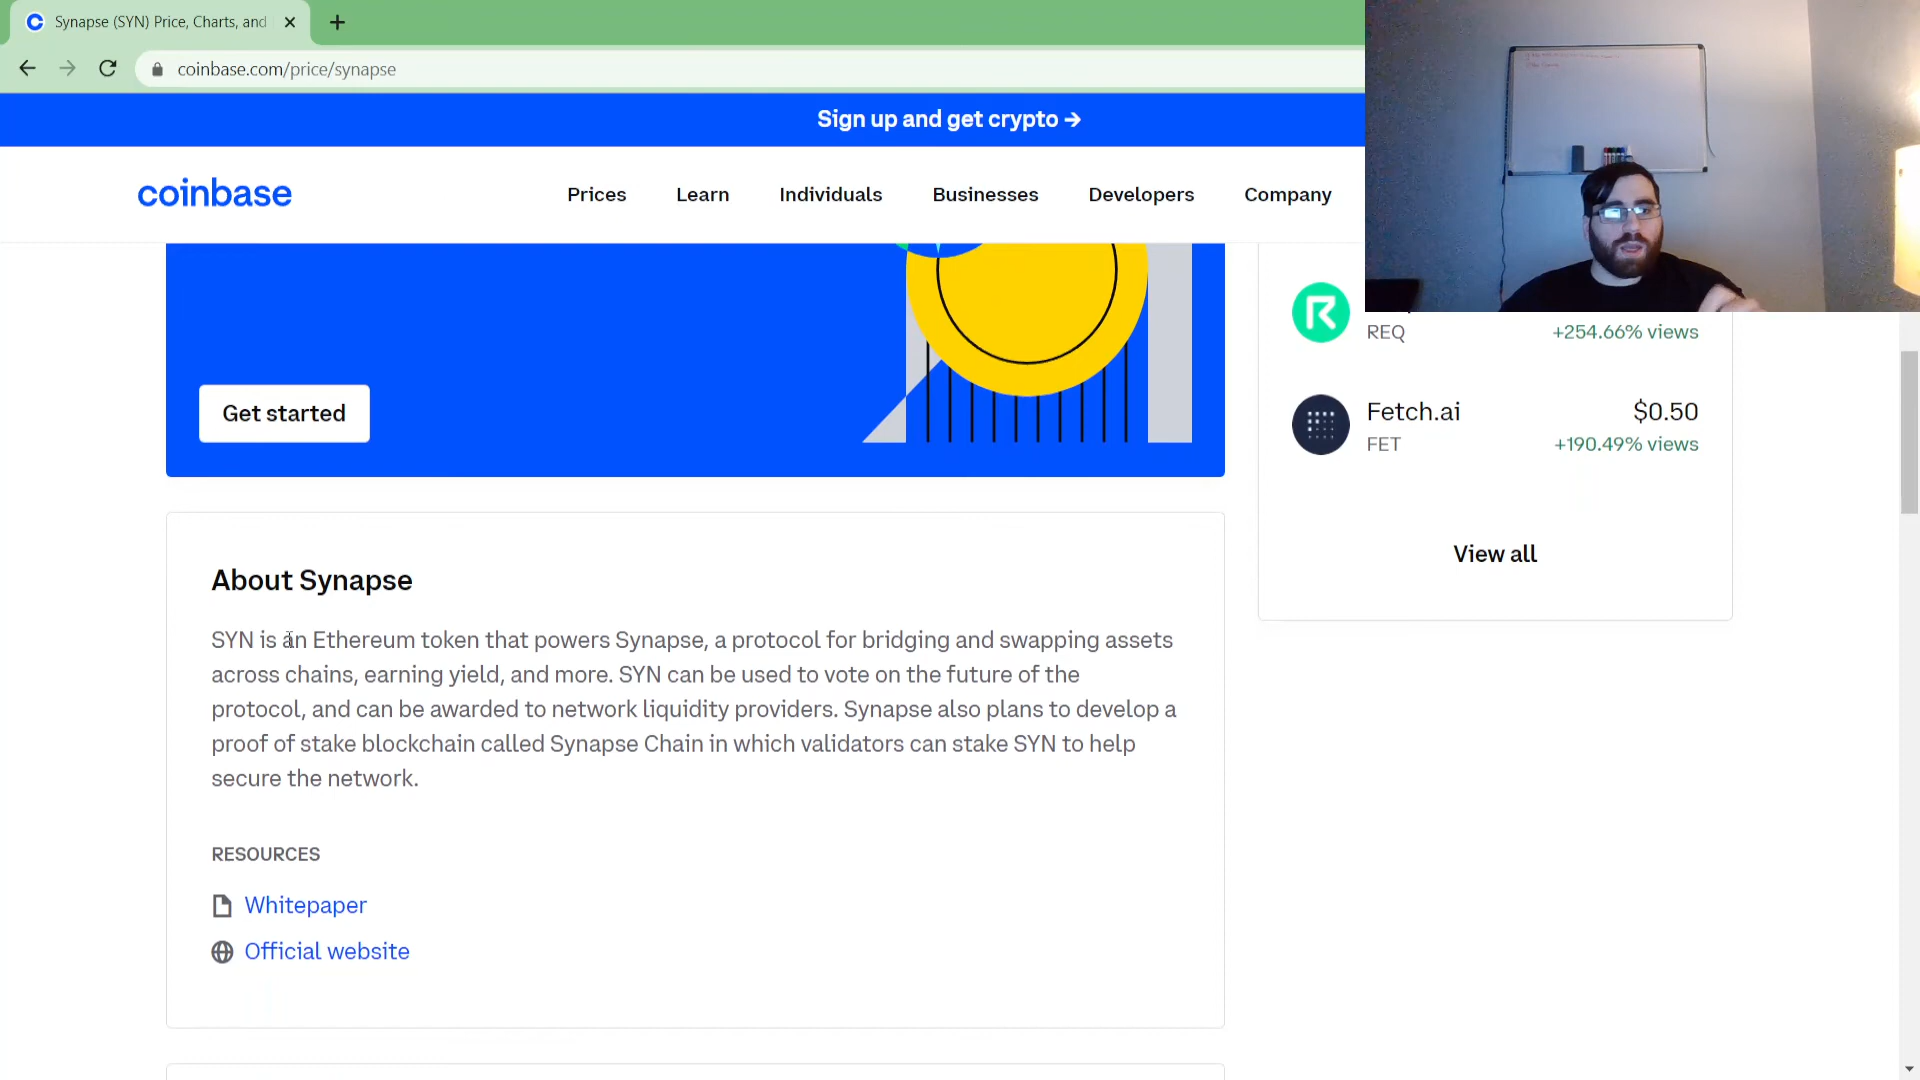 Synapse (SYN) Price, Charts, and
coinbase.com/price/synapse
Sign up and get crypto →
coinbase
Prices
Learn
Individuals
Businesses
Developers
Company
REQ
+254.66% views
Get started
Fetch.ai
$0.50
FET
+190.49% views
View all
About Synapse
SYN is an Ethereum token that powers Synapse, a protocol for bridging and swapping assets
across chains, earning yield, and more. SYN can be used to vote on the future of the
protocol, and can be awarded to network liquidity providers. Synapse also plans to develop a
proof of stake blockchain called Synapse Chain in which validators can stake SYN to help
secure the network.
RESOURCES
Whitepaper
Official website